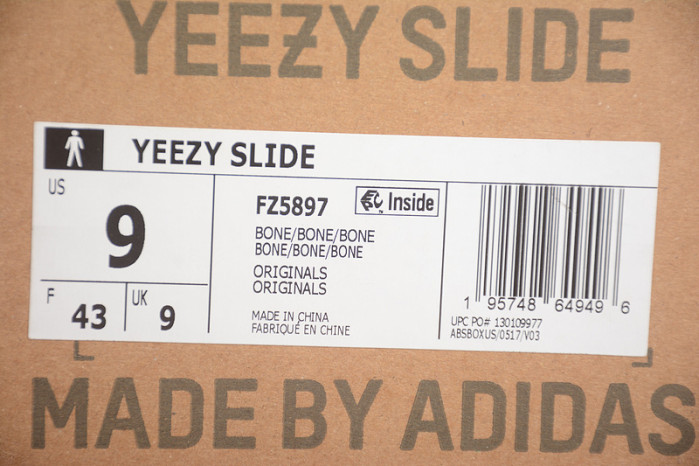 YEEZY SLIDE
YEEZY SLIDE
US
9
F
43
UK
9
FZ5897
Inside
BONE/BONE/BONE
BONE/BONE/BONE
ORIGINALS
ORIGINALS
MADE IN CHINA
FABRIQUÉ EN CHINE
1 95748 64949 6
UPC PO# 130109977
ABSBOXUS/0517/V03
MADE BY ADIDAS